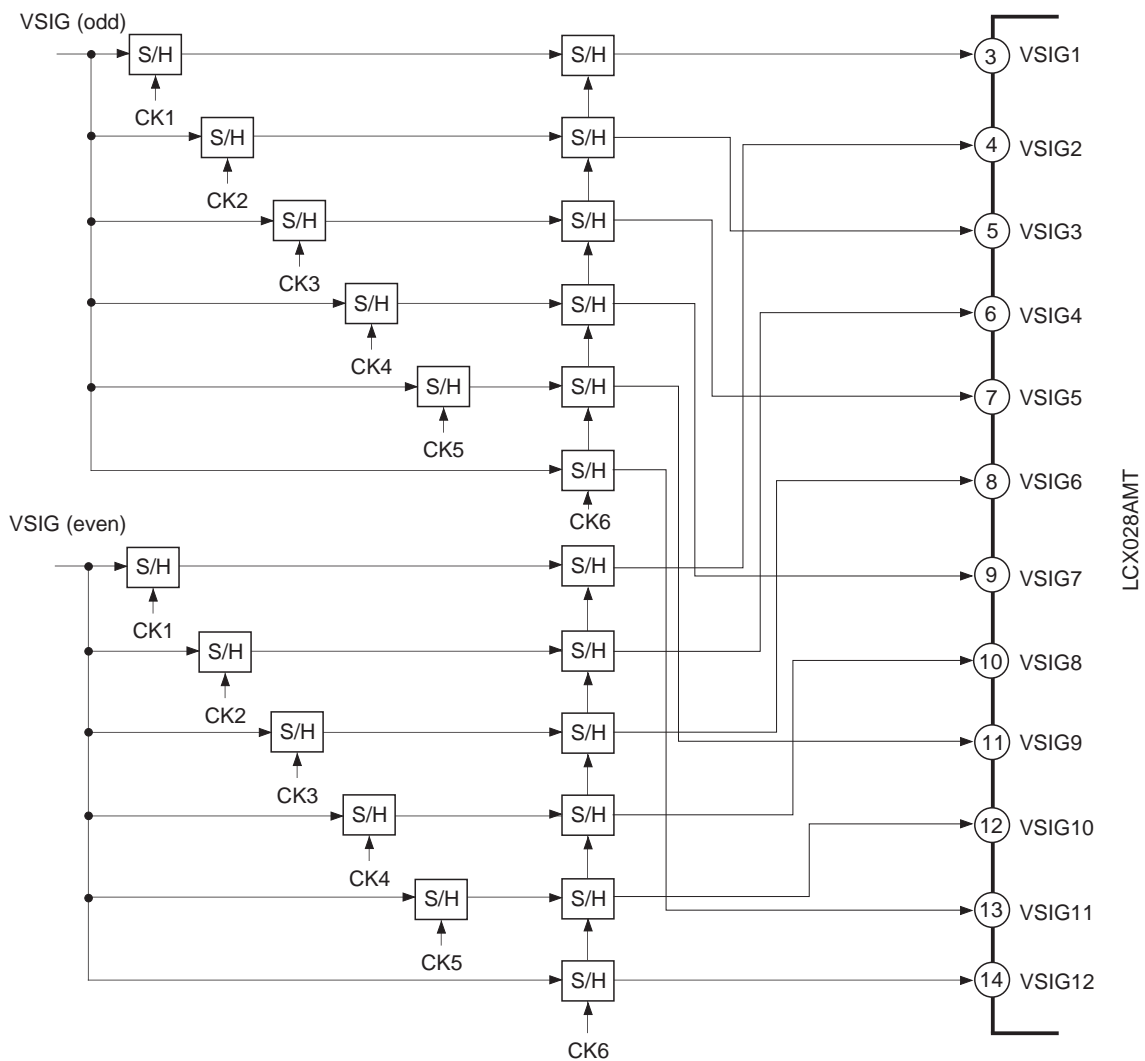 VSIG (odd)
S/H S/H 3 VSIG1
CK1
S/H S/H 4 VSIG2
CK2
S/H S/H 5 VSIG3
CK3
S/H S/H 6 VSIG4
CK4
S/H S/H 7 VSIG5
CK5
S/H 8 VSIG6
CK6
VSIG (even)
S/H S/H 9 VSIG7
CK1
S/H S/H 10 VSIG8
CK2
S/H S/H 11 VSIG9
CK3
S/H S/H 12 VSIG10
CK4
S/H S/H 13 VSIG11
CK5
S/H 14 VSIG12
CK6
LCX028AMT